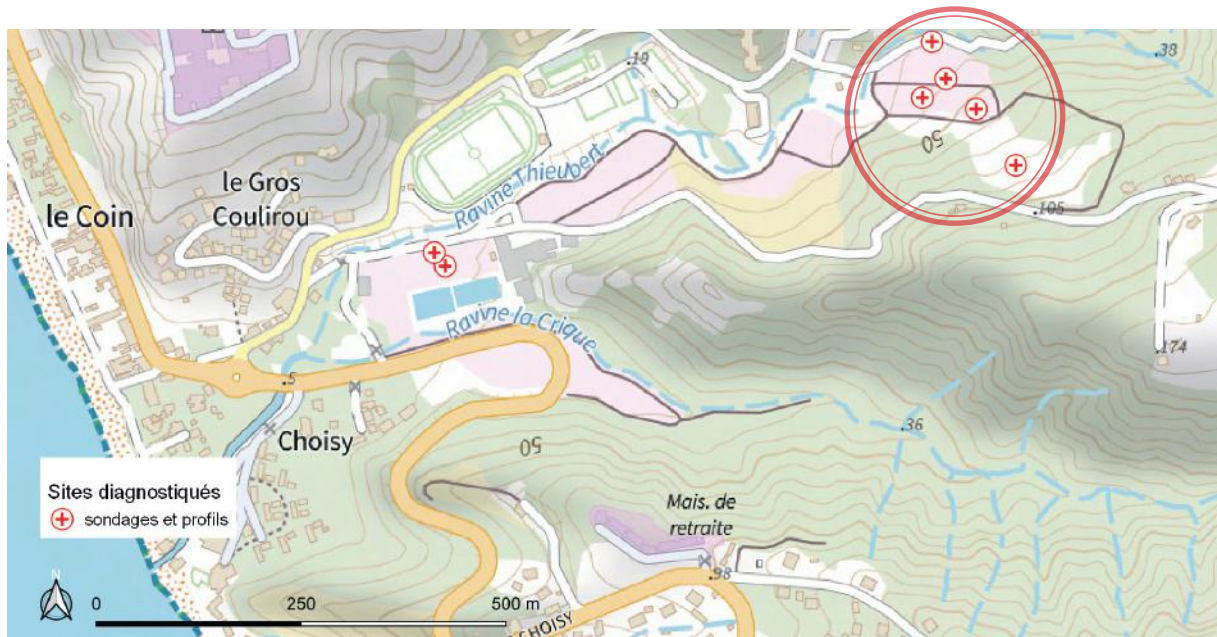 .19
.38
50
le Gros
Coulirou
le Coin
Ravine Thieubert
.105
Ravine la Crique
.174
.5
.36
Choisy
50
Sites diagnostiqués
sondages et profils
Mais. de
retraite
.98
N
0 250 500 m
CHOISY